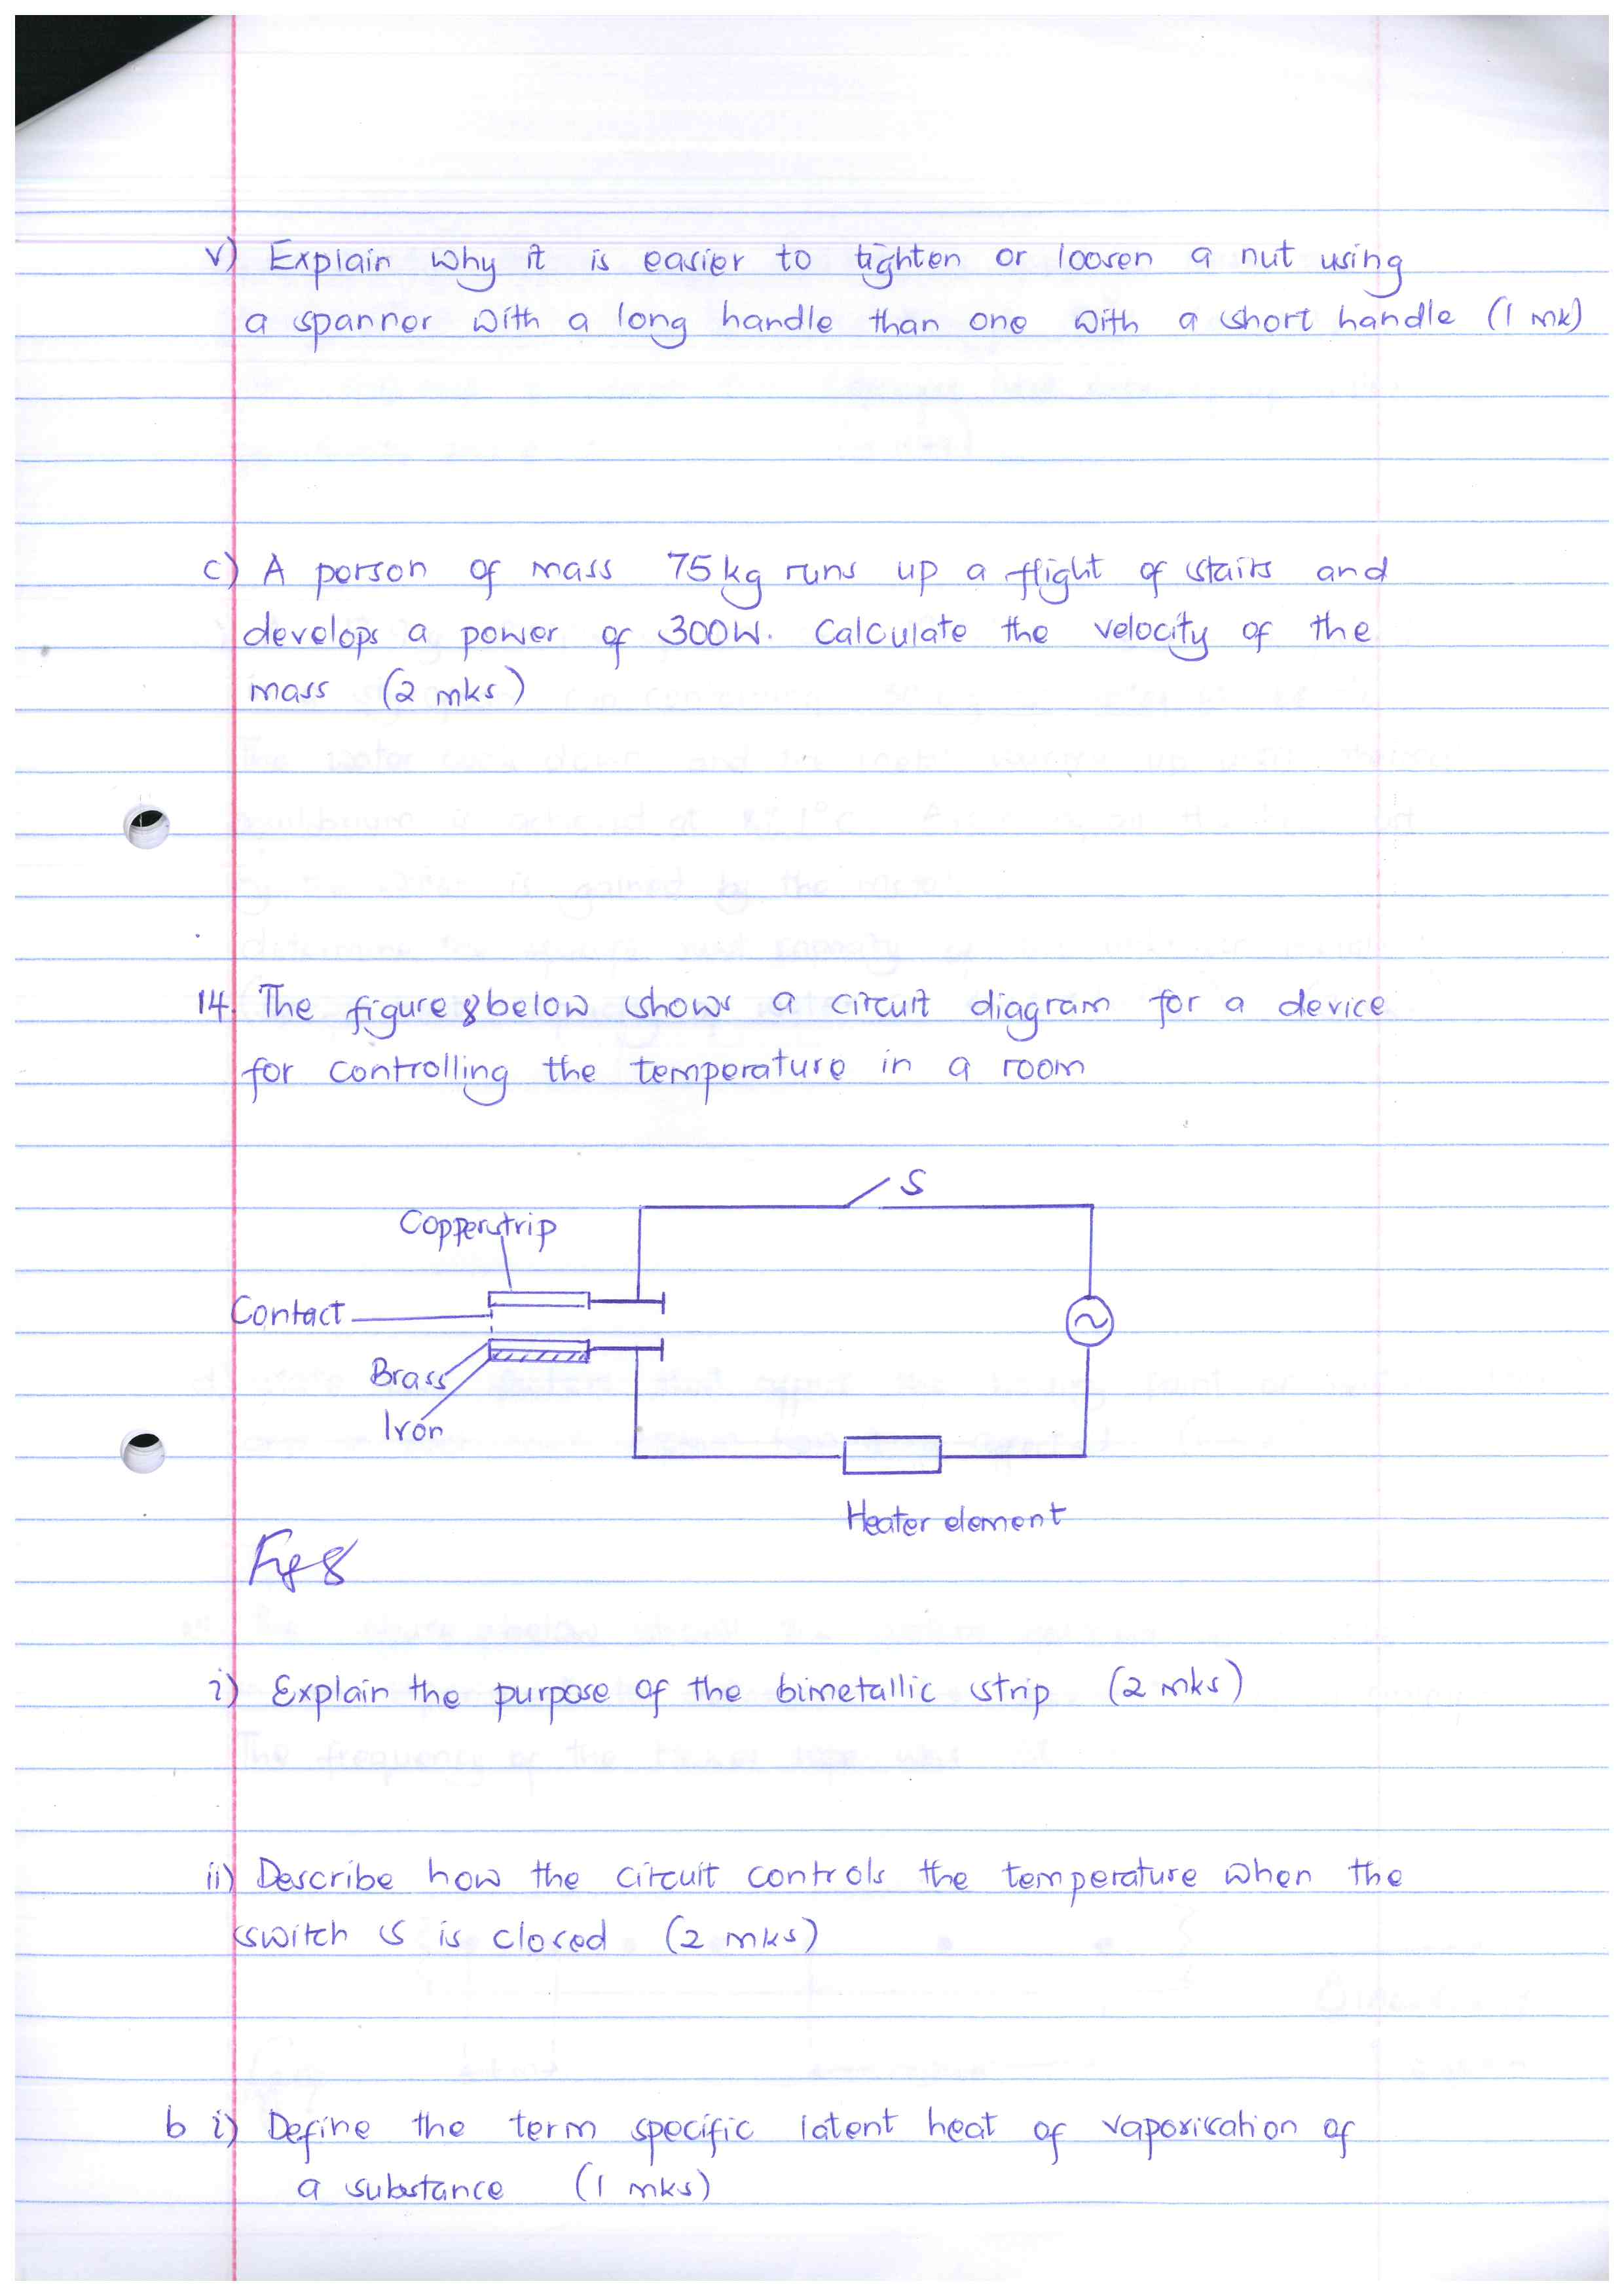 v) Explain why it is easier to tighten or loosen a nut using
a spanner with a long handle than one with a short handle (1 mk)
c) A person of mass 75kg runs up a flight of stairs and
develops a power of 300W. Calculate the velocity of the
mass (2 mks)
14. The figure 8 below shows a circuit diagram for a device
for controlling the temperature in a room
S
Copperstrip
Contact
Brass
Iron
Heater element
Fig 8
i) Explain the purpose of the bimetallic strip (2 mks)
ii) Describe how the circuit controls the temperature when the
switch S is closed (2 mks)
b i) Define the term specific latent heat of vaporisation of
a substance (1 mks)